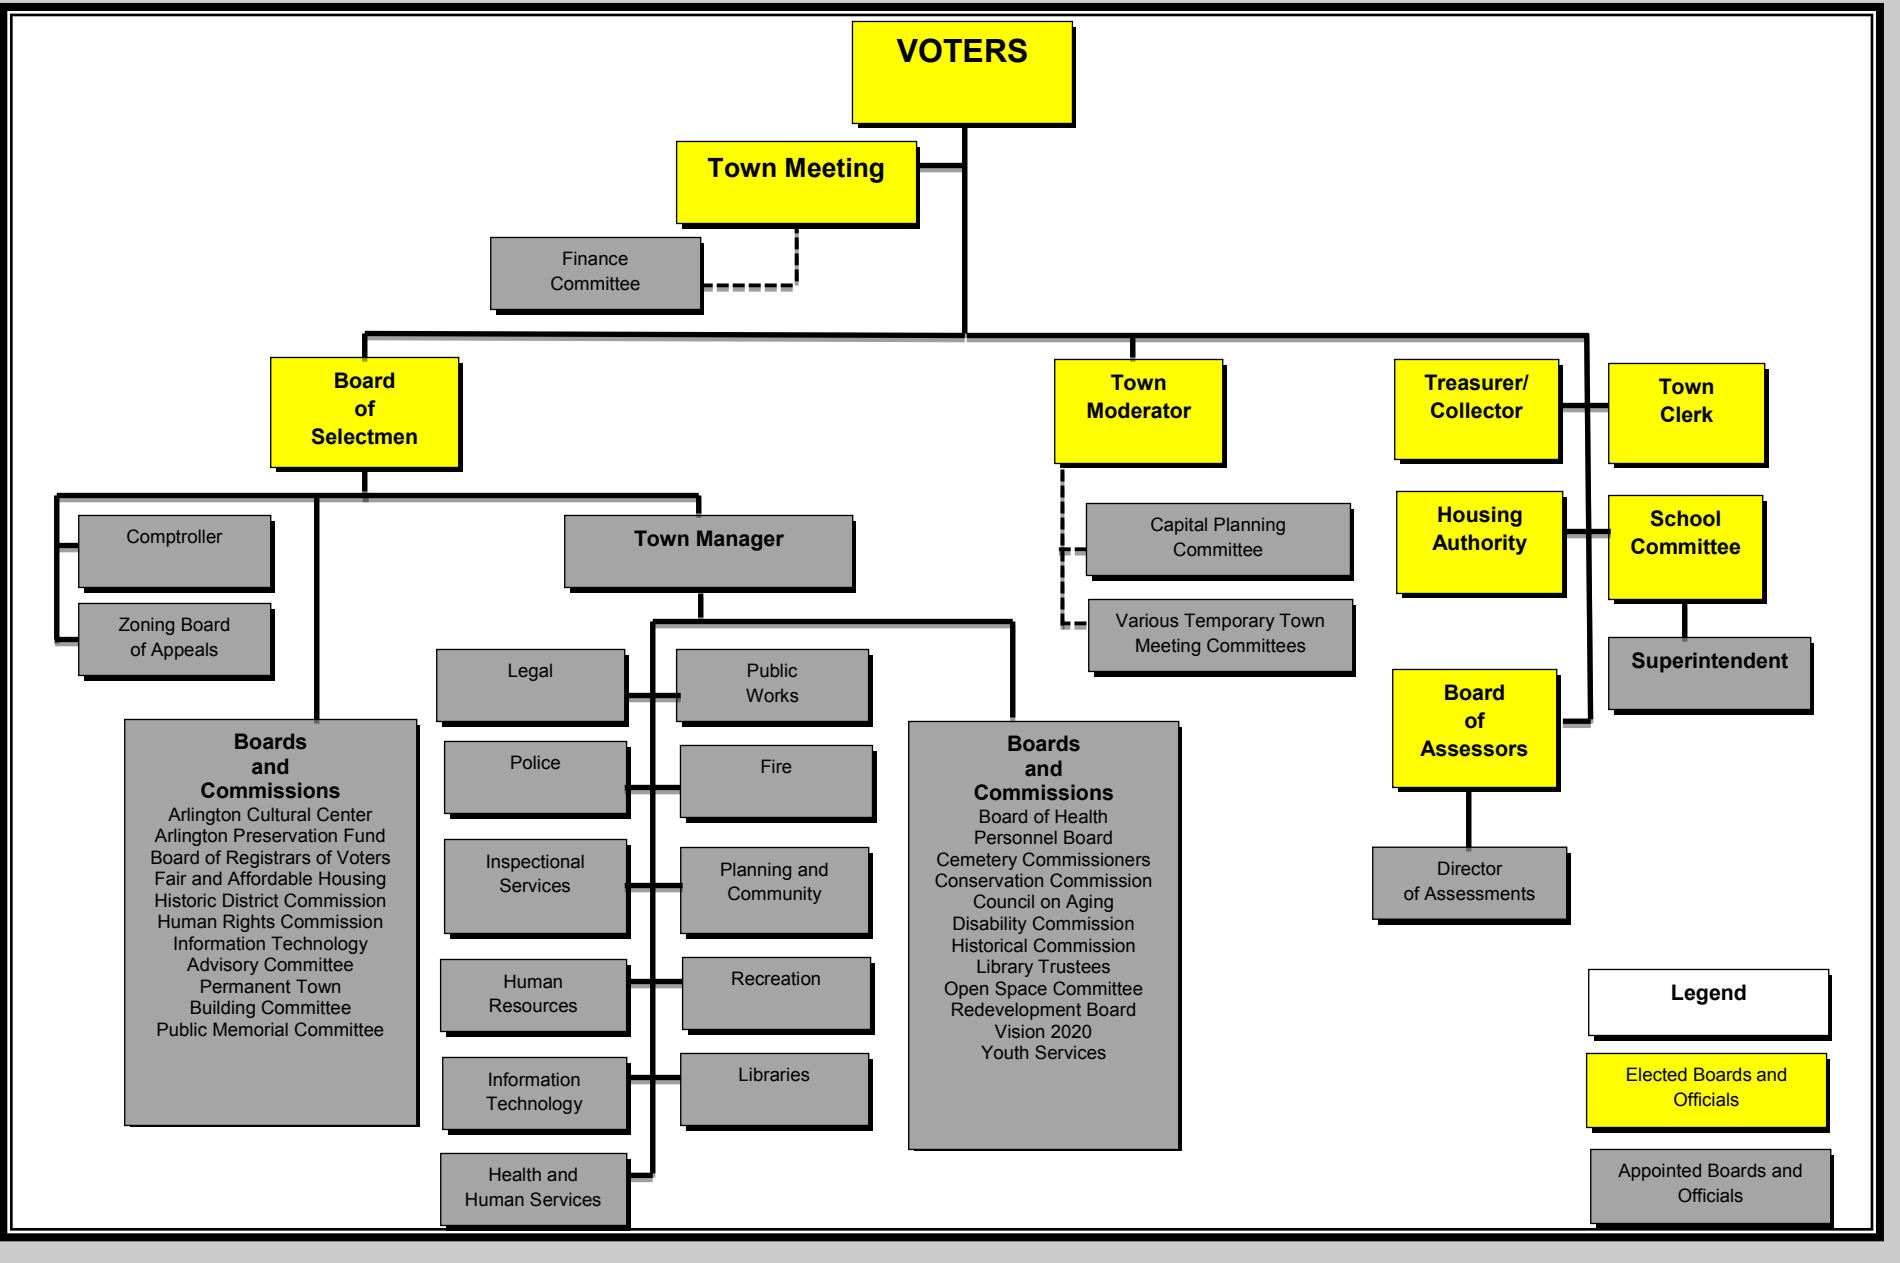 VOTERS
Town Meeting
Finance
Committee
Board
of
Selectmen
Town
Moderator
Treasurer/
Collector
Town
Clerk
Housing
Authority
School
Committee
Superintendent
Board
of
Assessors
Director
of Assessments
Comptroller
Zoning Board
of Appeals
Town Manager
Capital Planning
Committee
Various Temporary Town
Meeting Committees
Boards
and
Commissions
Arlington Cultural Center
Arlington Preservation Fund
Board of Registrars of Voters
Fair and Affordable Housing
Historic District Commission
Human Rights Commission
Information Technology
Advisory Committee
Permanent Town
Building Committee
Public Memorial Committee
Legal
Public
Works
Police
Fire
Inspectional
Services
Planning and
Community
Human
Resources
Recreation
Information
Technology
Libraries
Health and
Human Services
Boards
and
Commissions
Board of Health
Personnel Board
Cemetery Commissioners
Conservation Commission
Council on Aging
Disability Commission
Historical Commission
Library Trustees
Open Space Committee
Redevelopment Board
Vision 2020
Youth Services
Legend
Elected Boards and
Officials
Appointed Boards and
Officials